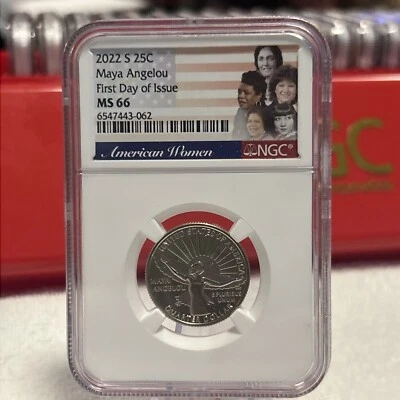 2022 S 25C
Maya Angelou
First Day of Issue
MS 66
6547443-062
American Women
NGC®
UNITED STATES OF AMERICA
MAYA
ANGELOU
E PLURIBUS
UNUM
QUARTER DOLLAR
GC